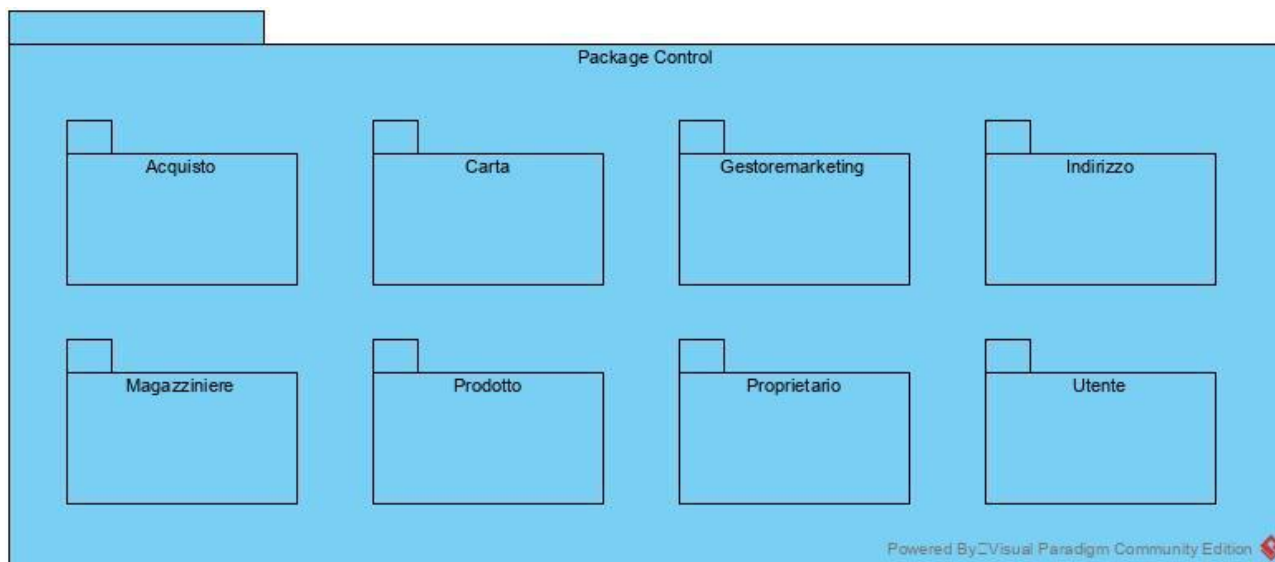 Package Control
Acquisto
Carta
Gestoremarketing
Indirizzo
Magazziniere
Prodotto
Proprietario
Utente
Powered By Visual Paradigm Community Edition